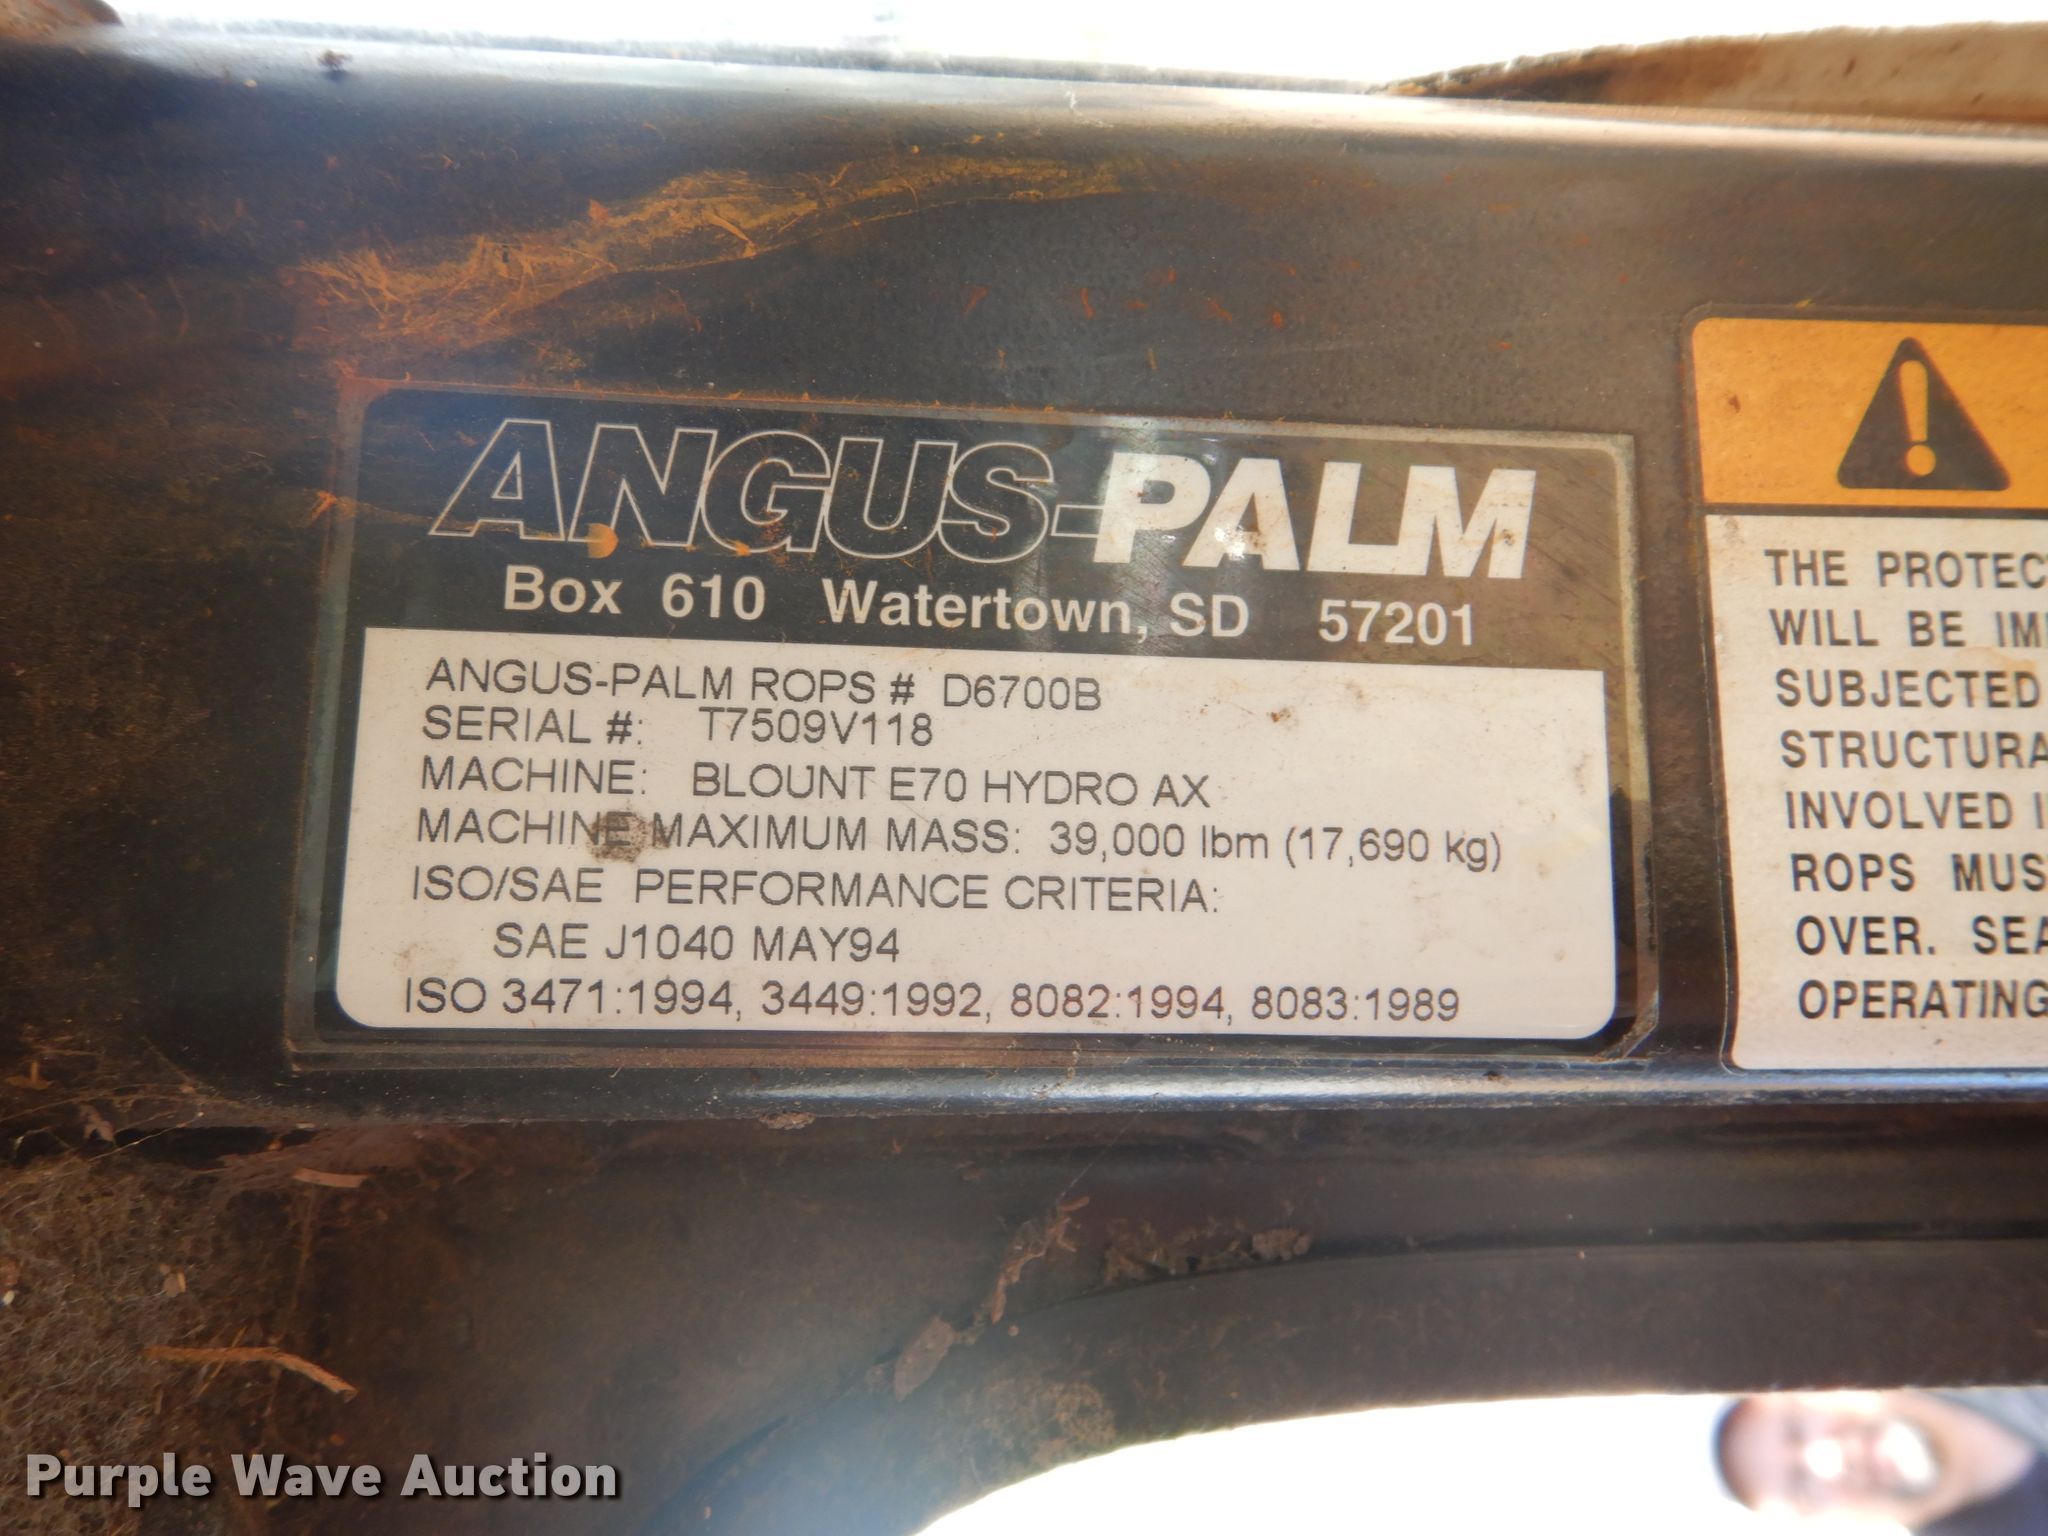 ANGUS-PALM
Box 610 Watertown, SD 57201
ANGUS-PALM ROPS # D6700B
SERIAL #: T7509V118
MACHINE: BLOUNT E70 HYDRO AX
MACHINE MAXIMUM MASS: 39,000 lbm (17,690 kg)
ISO/SAE PERFORMANCE CRITERIA:
SAE J1040 MAY94
ISO 3471:1994, 3449:1992, 8082:1994, 8083:1989
THE PROTEC
WILL BE IM
SUBJECTED
STRUCTURA
INVOLVED I
ROPS MUS
OVER. SEA
OPERATING
Purple Wave Auction